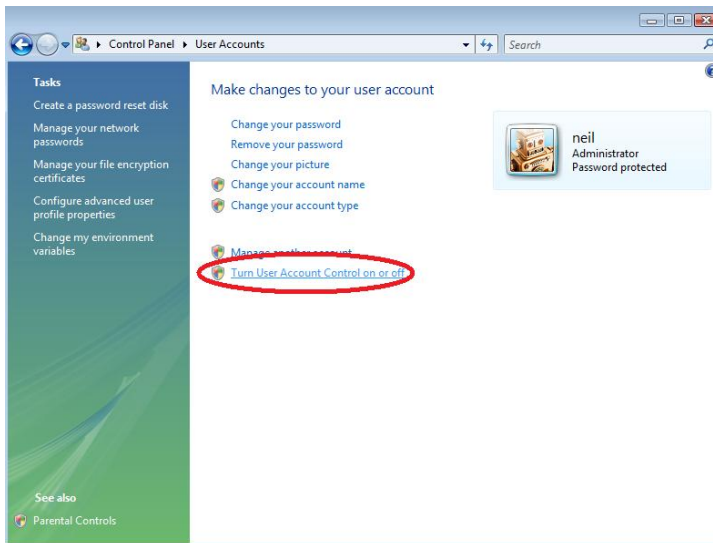 Control Panel
User Accounts
Search
Tasks
Create a password reset disk
Manage your network
passwords
Manage your file encryption
certificates
Configure advanced user
profile properties
Change my environment
variables
See also
Parental Controls
Make changes to your user account
Change your password
Remove your password
Change your picture
Change your account name
Change your account type
Manage another account
Turn User Account Control on or off
neil
Administrator
Password protected